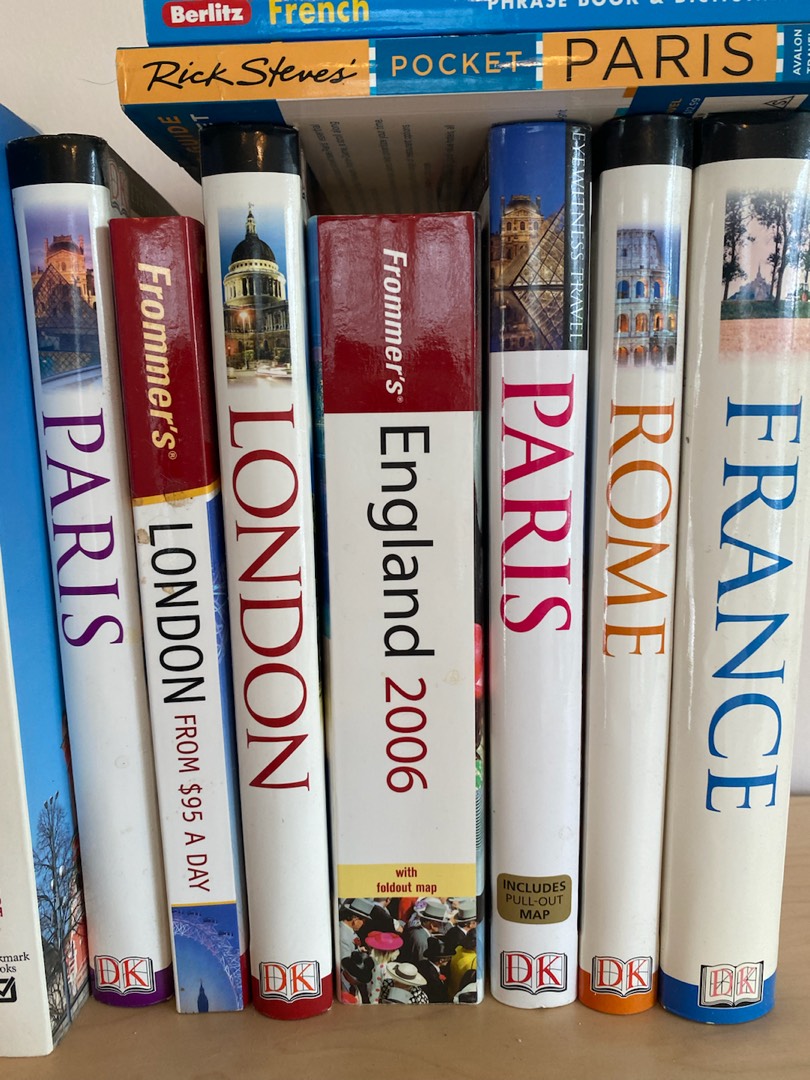 Berlitz French PHRASE BOOK &
Rick Steves' POCKET PARIS AVALON
PARIS
DK
Frommer's®
LONDON FROM $95 A DAY
LONDON
DK
Frommer's®
England 2006
with
foldout map
EYEWITNESS TRAVEL
PARIS
INCLUDES
PULL-OUT
MAP
DK
ROME
DK
FRANCE
DK